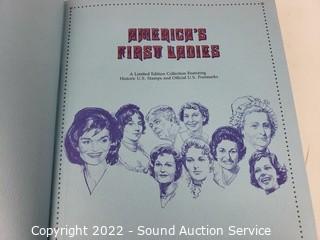 AMERICA'S
FIRST LADIES
A Limited Edition Collection Featuring
Historic U.S. Stamps and Official U.S. Postmarks
Copyright 2022 - Sound Auction Service